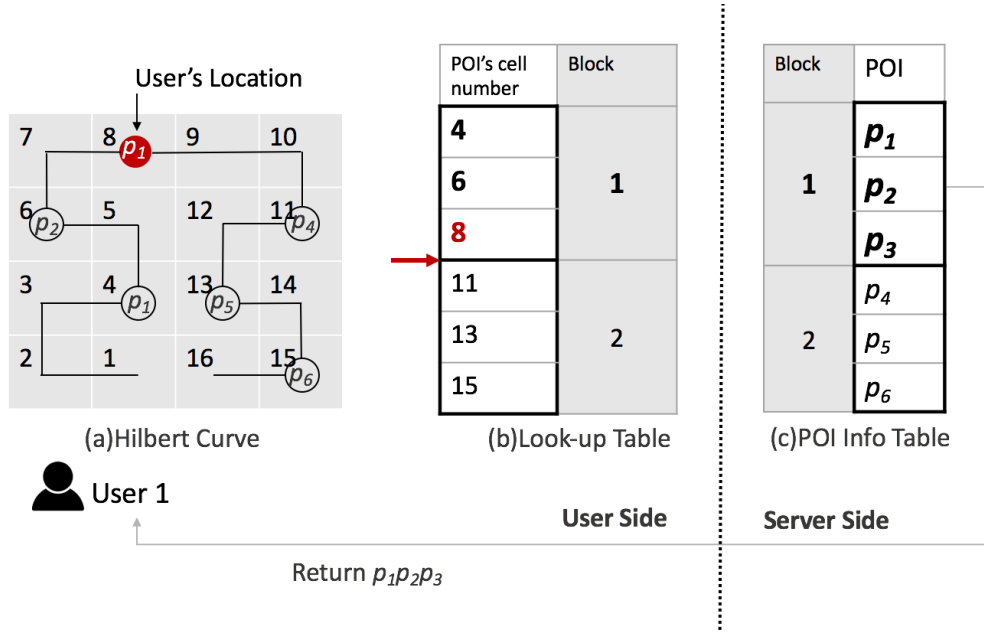 User's Location
7 8 9 10
p1
6 5 12 11
p2 p4
3 4 13 14
p1 p5
2 1 16 15
p6
(a)Hilbert Curve
POI's cell number
Block
4
6
8
1
11
13
15
2
(b)Look-up Table
Block
POI
1
p1
p2
p3
2
p4
p5
p6
(c)POI Info Table
User 1
User Side
Server Side
Return p1p2p3